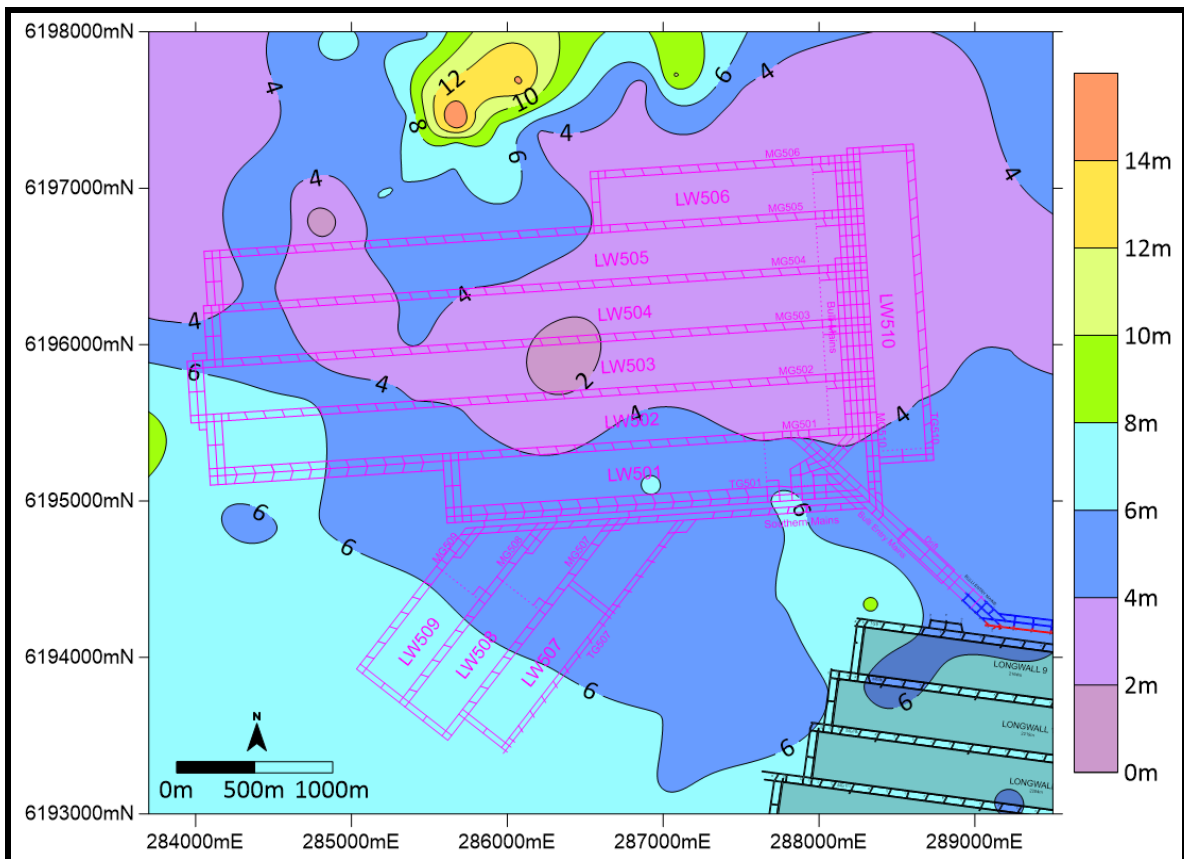 6198000mN
6197000mN
6196000mN
6195000mN
6194000mN
6193000mN
284000mE
285000mE
286000mE
287000mE
288000mE
289000mE
14m
12m
10m
8m
6m
4m
2m
0m
N
0m 500m 1000m
4
12
10
8
6
4
6
4
4
4
MG506
LW506
MG505
LW505
MG504
4
4
LW504
MG503
LW510
6
LW503
2
MG502
4
4
4
LW502
MG501
MG510
TG510
LW501
TG501
6
Southern Mains
6
6
MG509
MG508
MG507
LW509
LW508
LW507
TG507
6
6
6
LONGWALL 9
LONGWALL
LONGWALL